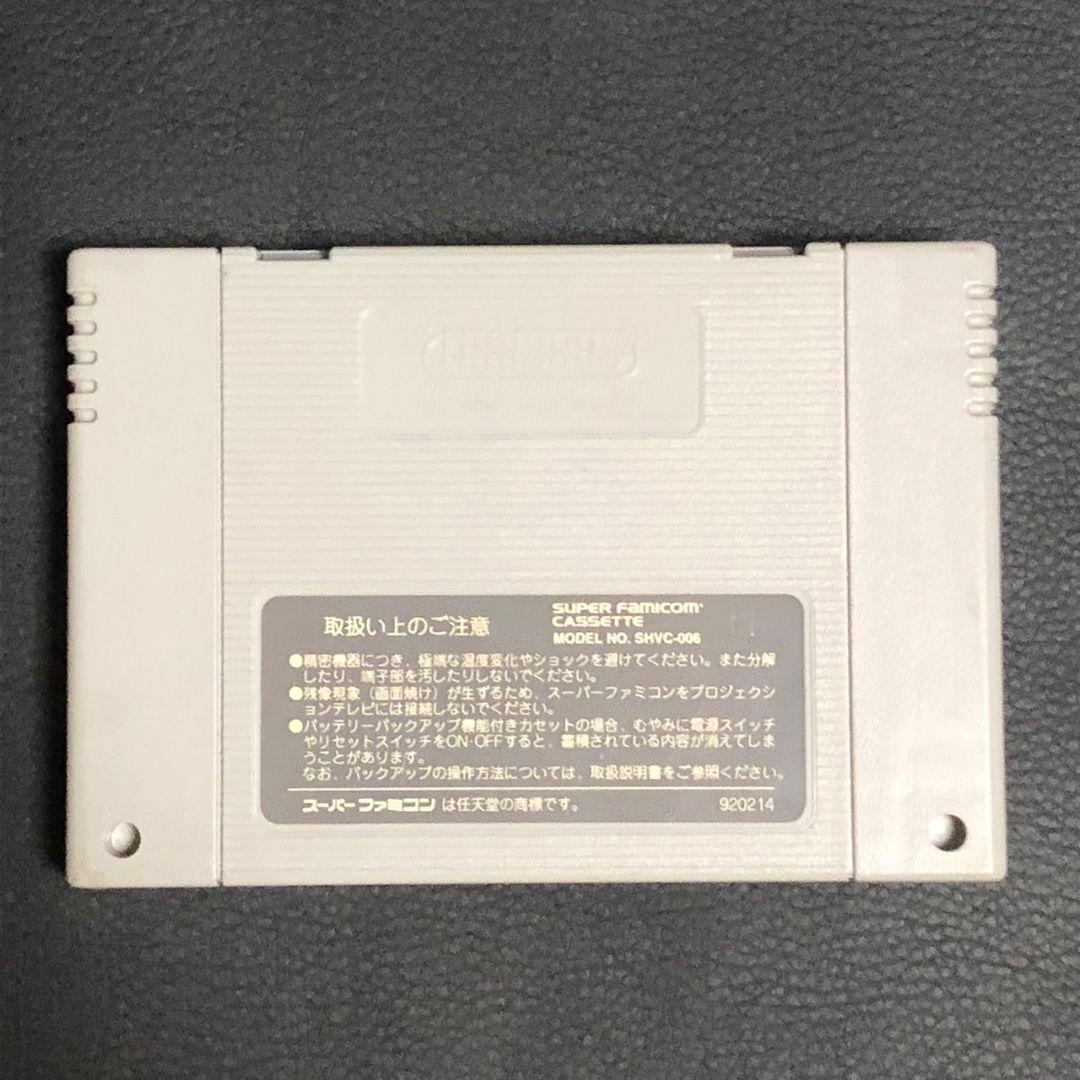 Nintendo
取扱い上のご注意
SUPER FAMICOM
CASSETTE
MODEL NO. SHVC-006
●精密機器につき、極端な温度変化やショックを避けてください。また分解
したり、端子部を汚したりしないでください。
●残像現象（画面焼け）が生ずるため、スーパーファミコンをプロジェクシ
ョンテレビには接続しないでください。
●バッテリーバックアップ機能付きカセットの場合、むやみに電源スイッチ
やリセットスイッチをON・OFFすると、蓄積されている内容が消えてしま
うことがあります。
なお、バックアップの操作方法については、取扱説明書をご参照ください。
スーパーファミコン は任天堂の商標です。
920214